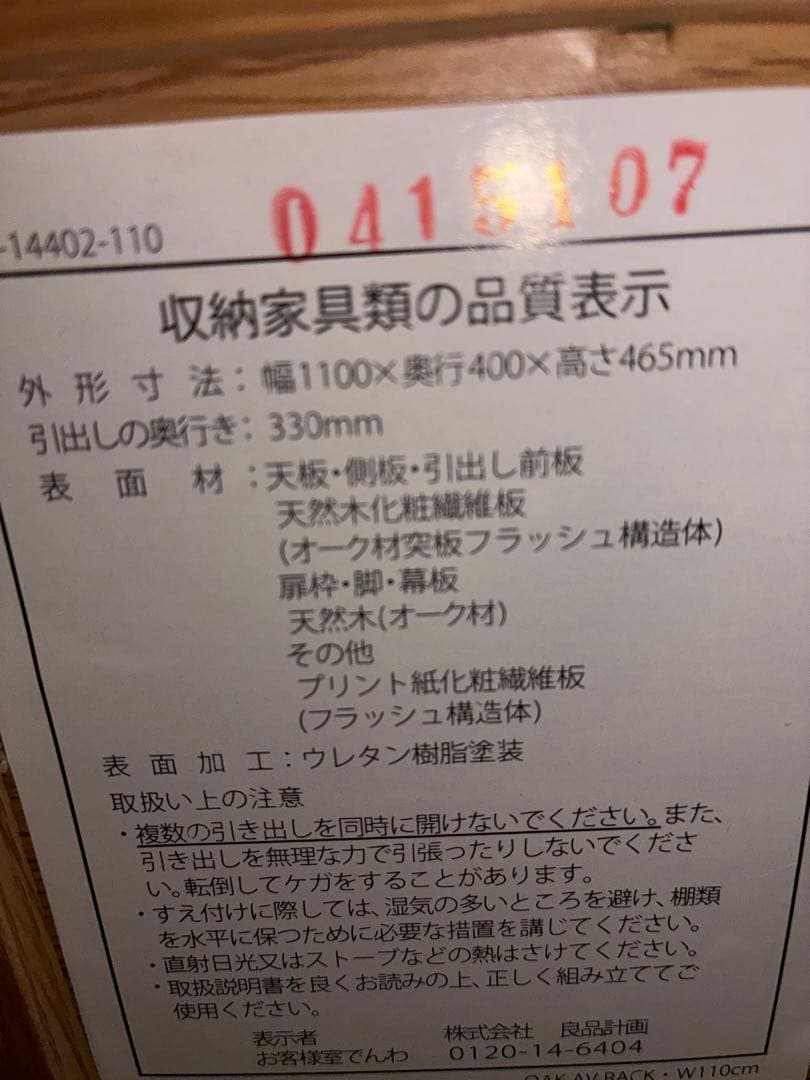 0415107
-14402-110
収納家具類の品質表示
外形寸法：幅1100×奥行400×高さ465mm
引出しの奥行き：330mm
表面材：天板・側板・引出し前板
天然木化粧繊維板
(オーク材突板フラッシュ構造体)
扉枠・脚・幕板
天然木(オーク材)
その他
プリント紙化粧繊維板
(フラッシュ構造体)
表面加工：ウレタン樹脂塗装
取扱い上の注意
・複数の引き出しを同時に開けないでください。また、
引き出しを無理な力で引張ったりしないでくださ
い。転倒してケガをすることがあります。
・すえ付けに際しては、湿気の多いところを避け、棚類
を水平に保つために必要な措置を講じてください。
・直射日光又はストーブなどの熱はさけてください。
・取扱説明書を良くお読みの上、正しく組み立ててご
使用ください。
表示者 株式会社 良品計画
お客様室でんわ 0120-14-6404
OAK AV RACK・W110cm